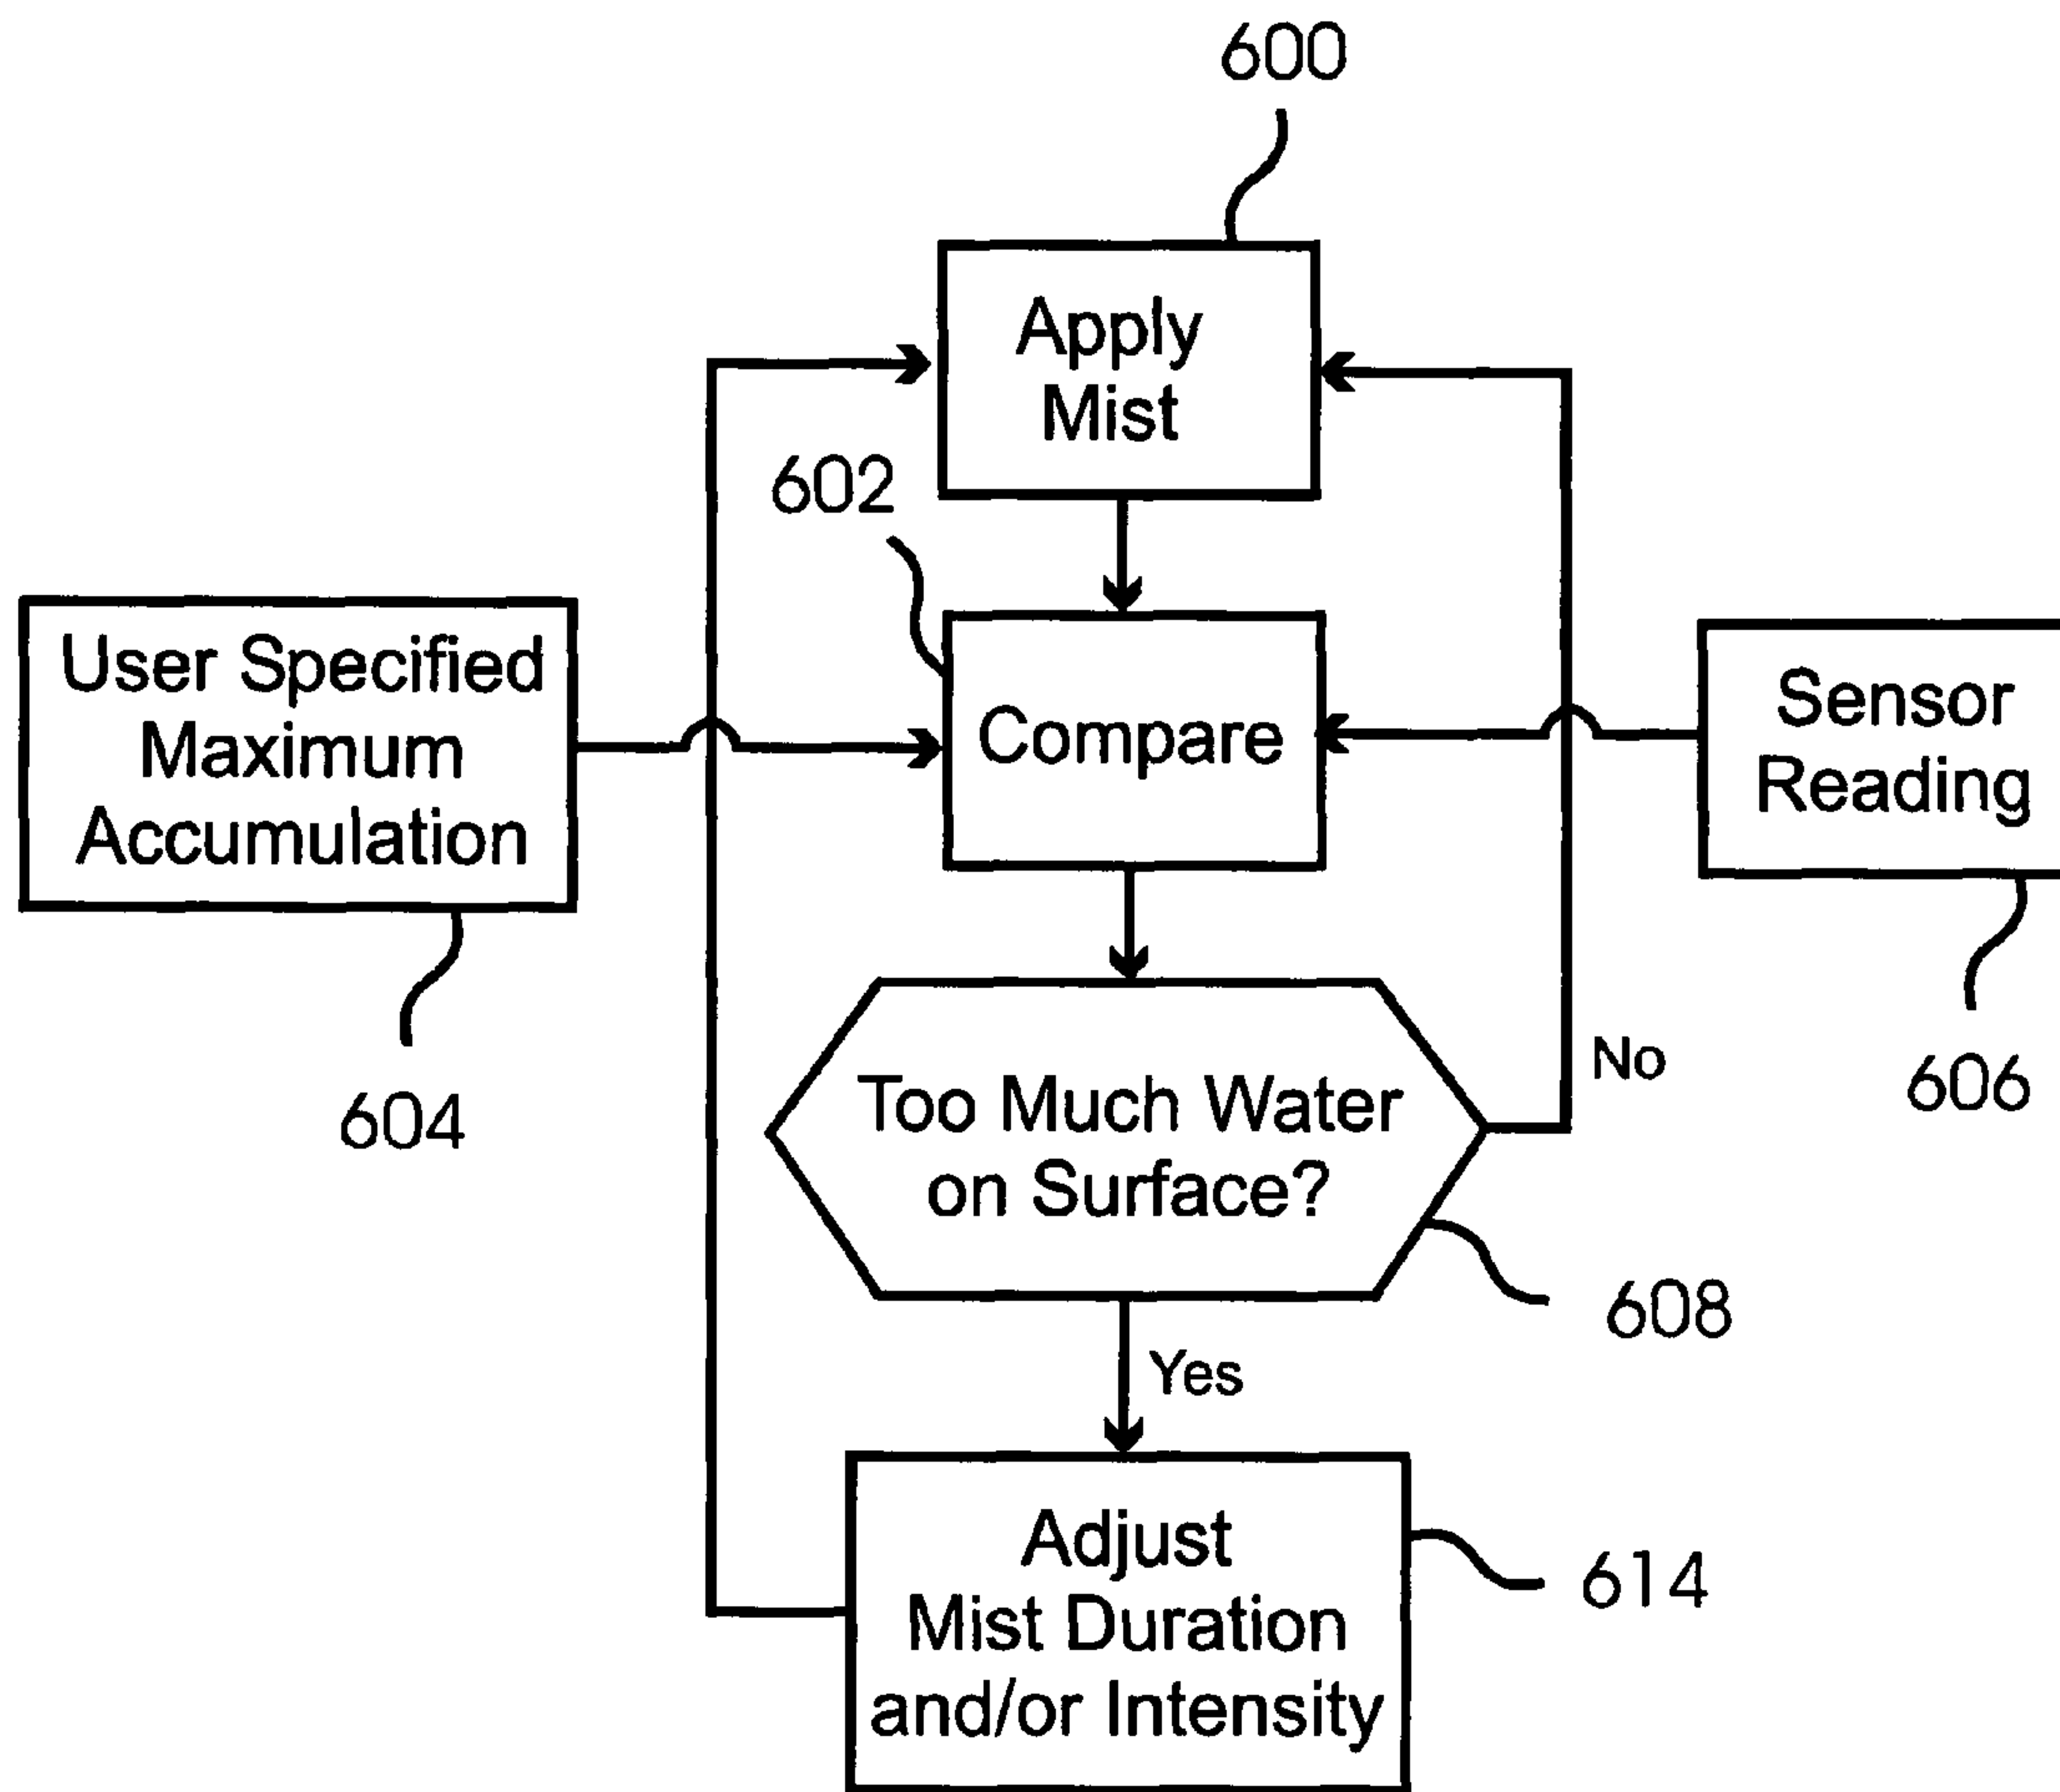 600
Apply
Mist
602
User Specified
Maximum
Accumulation
Compare
Sensor
Reading
604
606
Too Much Water
on Surface?
No
608
Yes
Adjust
Mist Duration
and/or Intensity
614